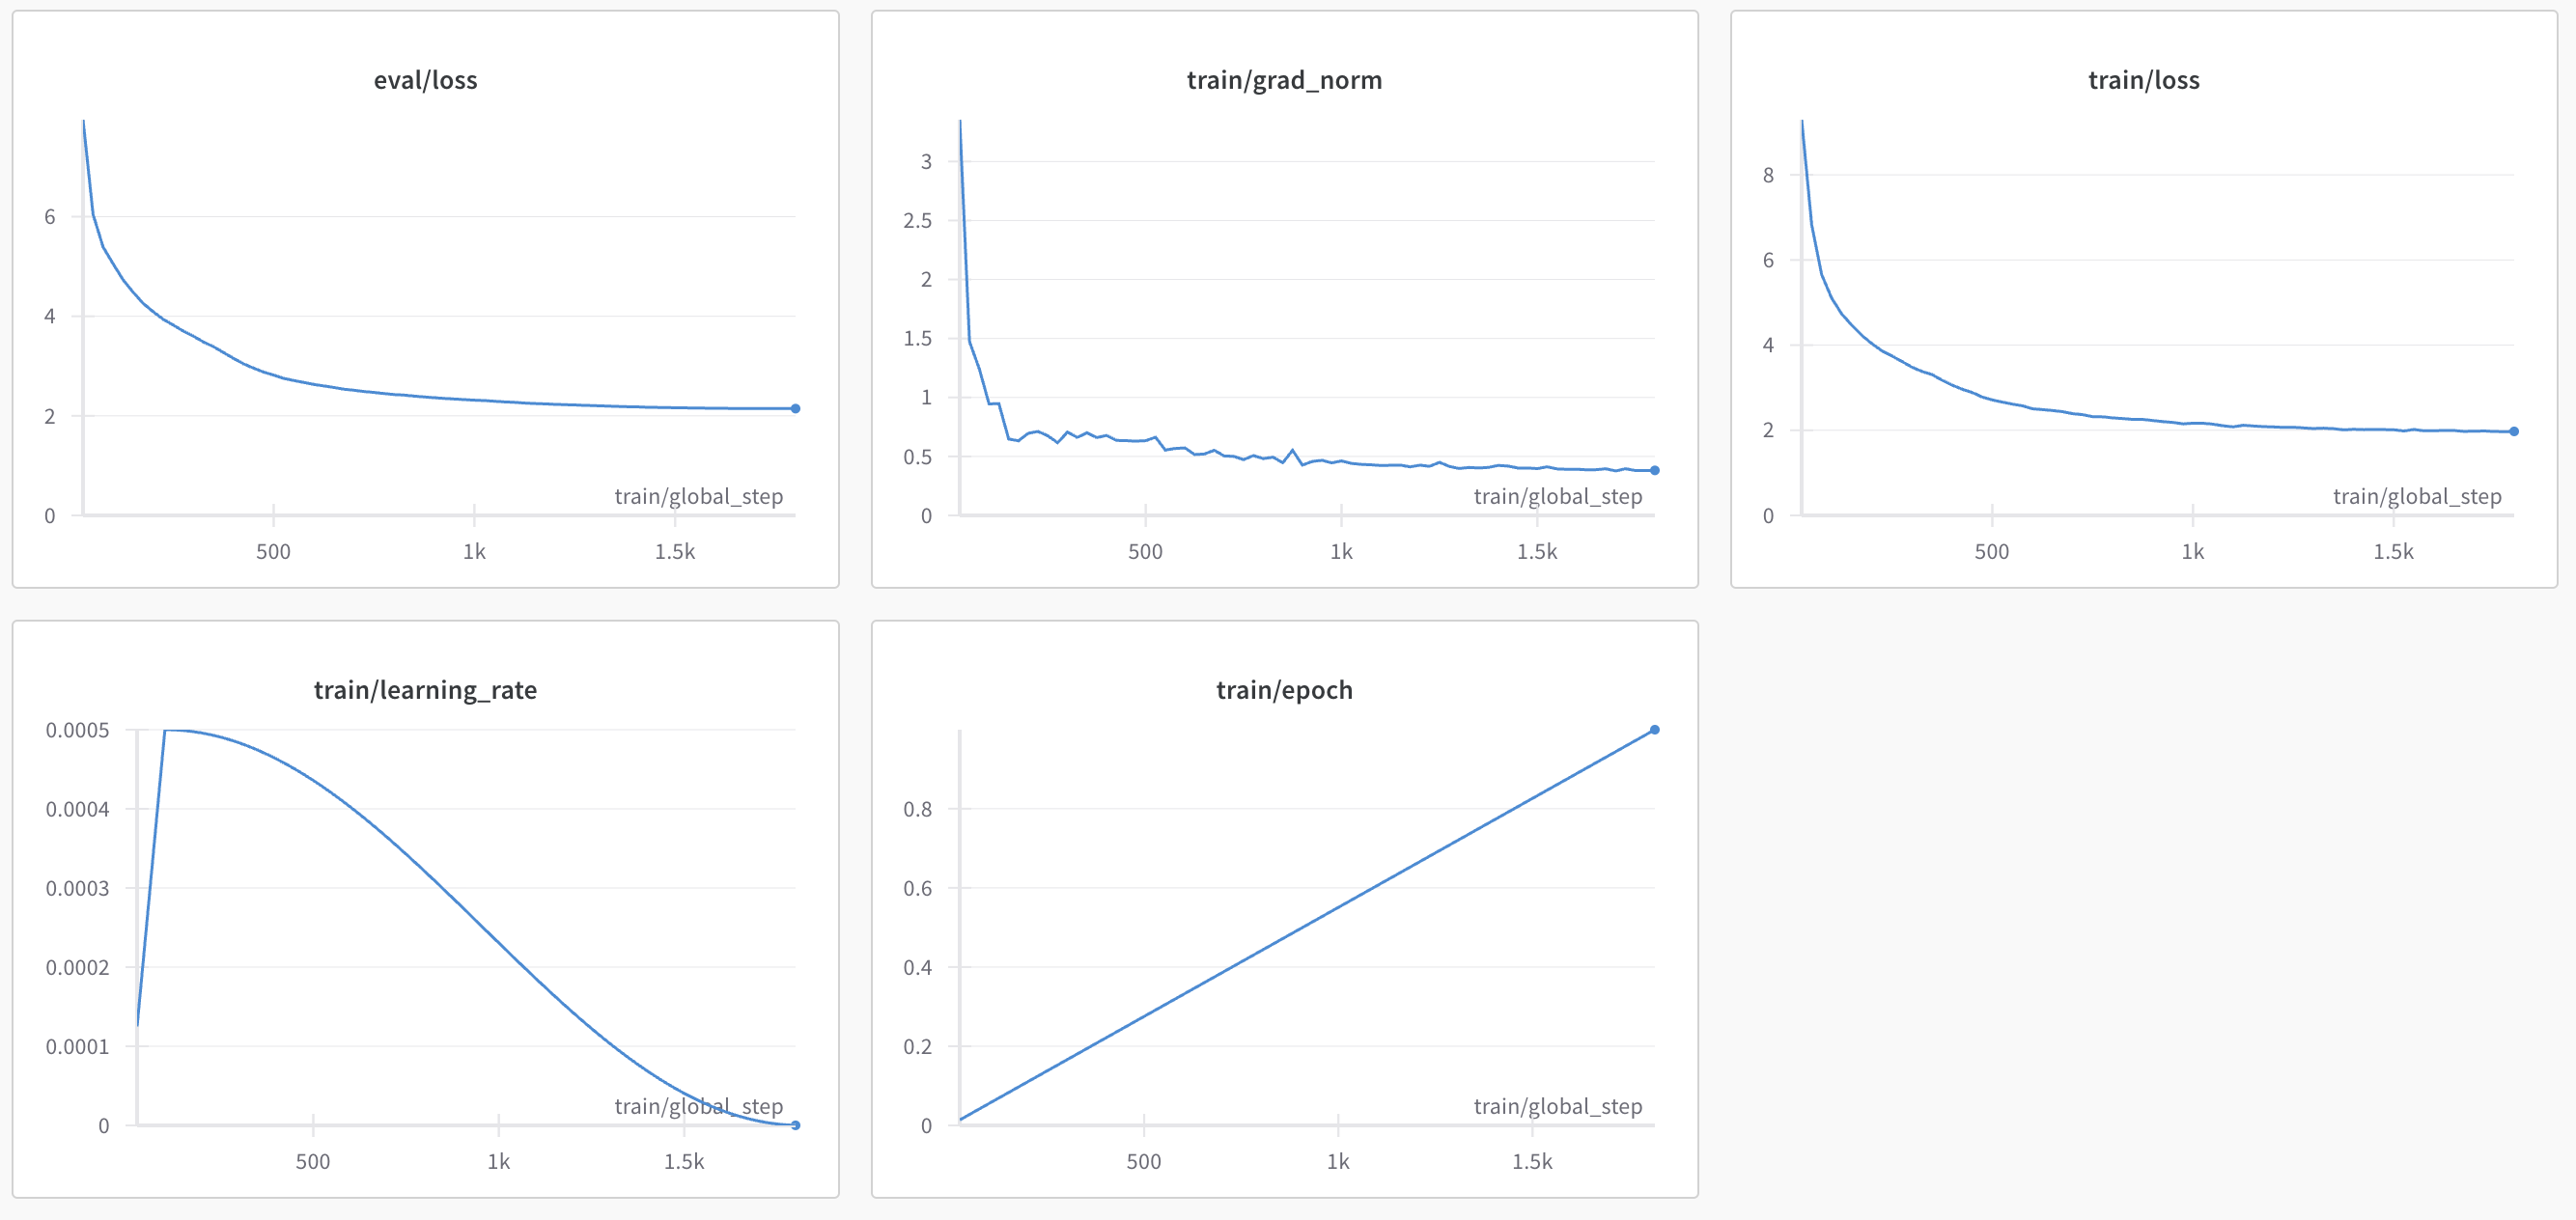 eval/loss
6
4
2
0
500 1k 1.5k
train/global_step
train/grad_norm
3
2.5
2
1.5
1
0.5
0
500 1k 1.5k
train/global_step
train/loss
8
6
4
2
0
500 1k 1.5k
train/global_step
train/learning_rate
0.0005
0.0004
0.0003
0.0002
0.0001
0
500 1k 1.5k
train/global_step
train/epoch
0.8
0.6
0.4
0.2
0
500 1k 1.5k
train/global_step